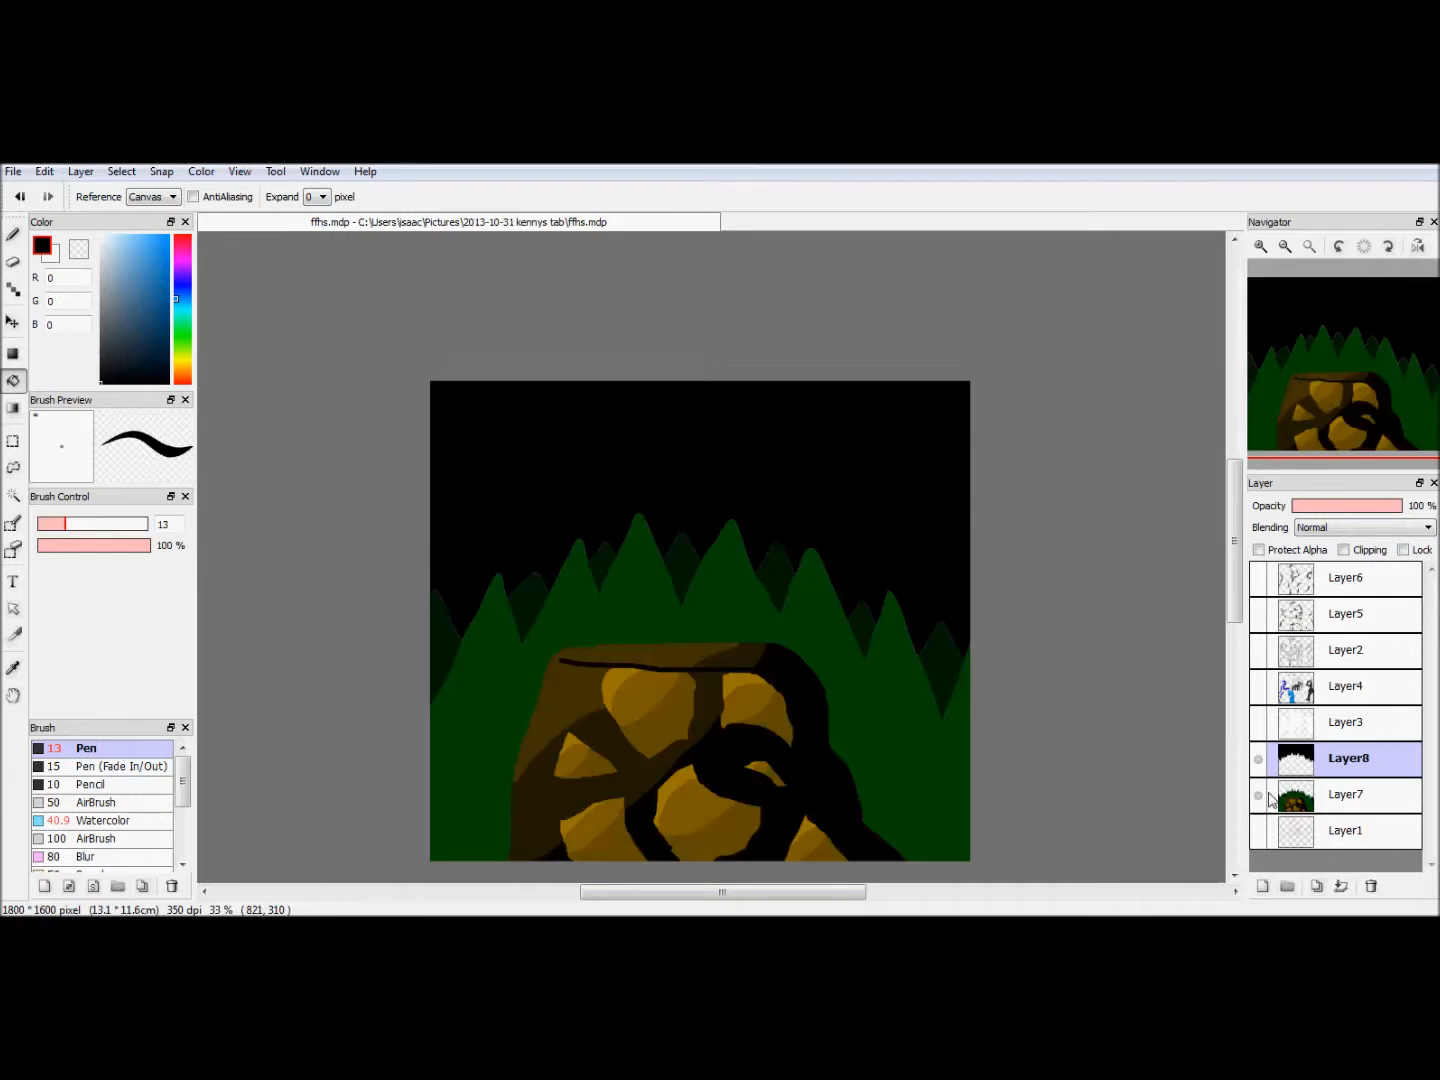 File Edit Layer Select Snap Color View Tool Window Help
Reference Canvas AntiAliasing Expand 0 pixel
Color
ffhs.mdp - C:\Users\isaac\Pictures\2013-10-31 kennys tab\ffhs.mdp
Navigator
R 0
G 0
B 0
Brush Preview
Brush Control
13
100 %
Layer
Opacity 100 %
Blending Normal
Protect Alpha Clipping Lock
Layer6
Layer5
Layer2
Layer4
Layer3
Layer8
Layer7
Layer1
Brush
13 Pen
15 Pen (Fade In/Out)
10 Pencil
50 AirBrush
40.9 Watercolor
100 AirBrush
80 Blur
1800 * 1600 pixel (13.1 * 11.6cm) 350 dpi 33 % ( 821, 310 )